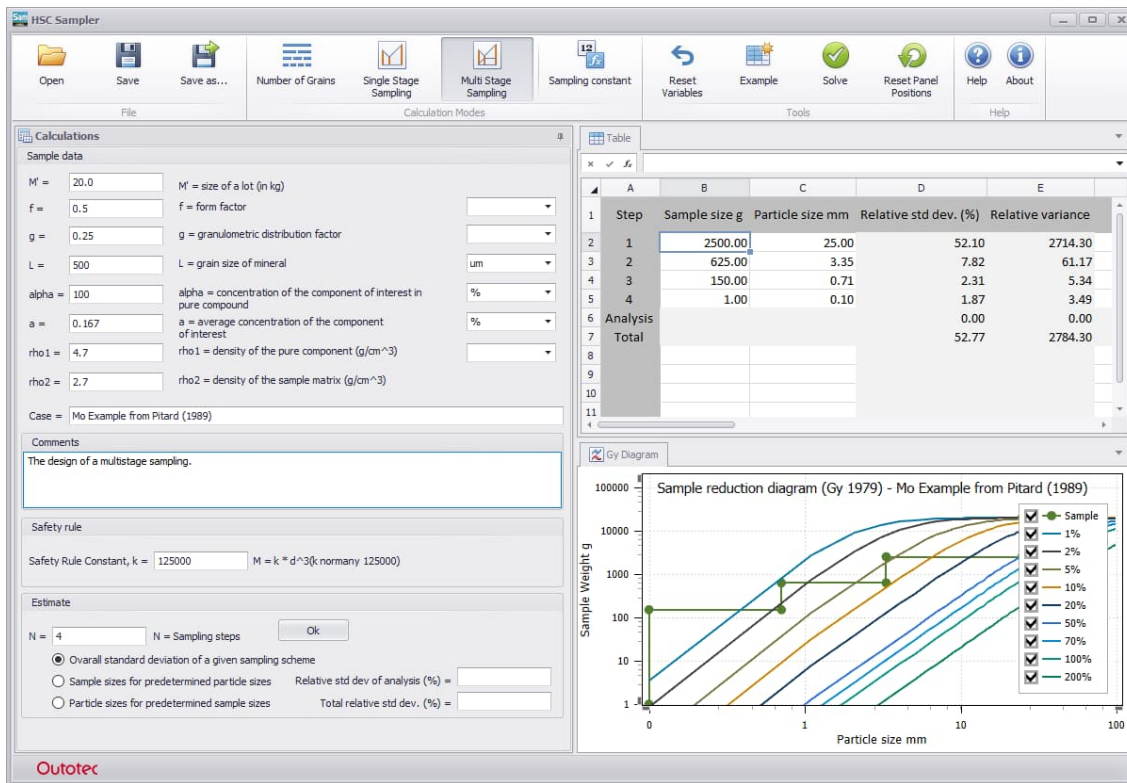 Sam HSC Sampler
Open
Save
Save as...
Number of Grains
Single Stage
Sampling
Multi Stage
Sampling
12
fx
Sampling constant
Reset
Variables
Example
Solve
Reset Panel
Positions
Help
About
File
Calculation Modes
Tools
Help
Calculations
Sample data
M' = 20.0 M' = size of a lot (in kg)
f = 0.5 f = form factor
g = 0.25 g = granulometric distribution factor
L = 500 L = grain size of mineral um
alpha = 100 alpha = concentration of the component of interest in
pure compound %
a = 0.167 a = average concentration of the component
of interest %
rho1 = 4.7 rho1 = density of the pure component (g/cm^3)
rho2 = 2.7 rho2 = density of the sample matrix (g/cm^3)
Case = Mo Example from Pitard (1989)
Comments
The design of a multistage sampling.
Safety rule
Safety Rule Constant, k = 125000 M = k * d^3(k normany 125000)
Estimate
N = 4 N = Sampling steps Ok
Ovarall standard deviation of a given sampling scheme
Sample sizes for predetermined particle sizes Relative std dev of analysis (%) =
Particle sizes for predetermined sample sizes Total relative std dev. (%) =
Outotec
Table
fx
A B C D E
1 Step Sample size g Particle size mm Relative std dev. (%) Relative variance
2 1 2500.00 25.00 52.10 2714.30
3 2 625.00 3.35 7.82 61.17
4 3 150.00 0.71 2.31 5.34
5 4 1.00 0.10 1.87 3.49
6 Analysis 0.00 0.00
7 Total 52.77 2784.30
8
9
10
11
Gy Diagram
Sample reduction diagram (Gy 1979) - Mo Example from Pitard (1989)
Sample Weight g
100000
10000
1000
100
10
1
0 1 10 100
Particle size mm
Sample
1%
2%
5%
10%
20%
50%
70%
100%
200%